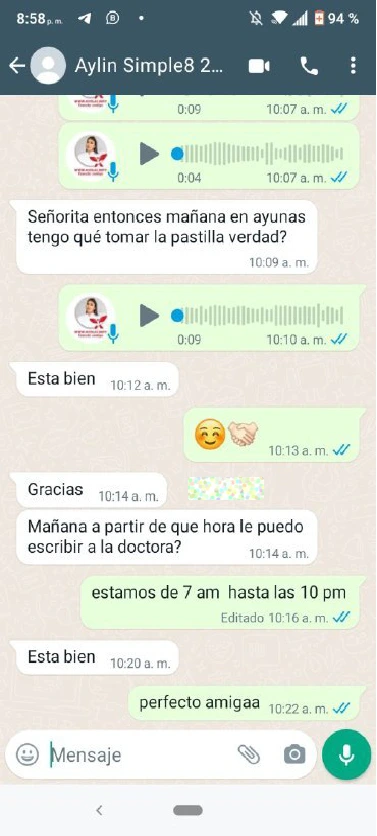 8:58 p.m. 94 %
Aylin Simple8 2...
0:09 10:07 a. m.
0:04 10:07 a. m.
Señorita entonces mañana en ayunas
tengo qué tomar la pastilla verdad?
10:09 a. m.
0:09 10:10 a. m.
Esta bien 10:12 a. m.
10:13 a. m.
Gracias 10:14 a. m.
Mañana a partir de que hora le puedo
escribir a la doctora?
10:14 a. m.
estamos de 7 am hasta las 10 pm
Editado 10:16 a. m.
Esta bien 10:20 a. m.
perfecto amigaa 10:22 a. m.
Mensaje